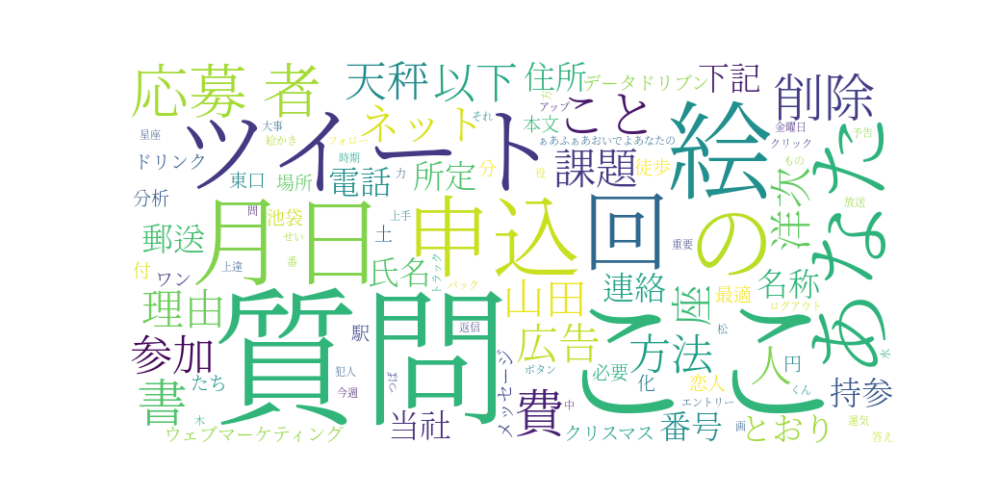 応募 者
天秤
以下
住所
データドリブン
下記
削除
ツイート
ネット
こと
アップ
それ
本文
絵
星座
大事
絵かき
フォロー
ぁあふぁあおいでよあなたの
金曜日
クリック
予告
ドリンク
時期
課題
徒歩
もの
あなた
東口
場所
電話
力
所定
分
役
洋次
分析
池袋
問
上手
放送
月日
申込
回
の
郵送
せい
土
重要
付
ワン
上達
番
氏名
トラック
バック
連絡
座
最適
名称
ログアウト
理由
質問
山田
ここ
駅
返信
松
参加
広告
方法
人
円
水
犯人
ボタン
必要
化
恋人
くん
書
たち
今週
っぽ
メッセージ
費
中
エントリー
持参
木
当社
クリスマス
番号
画
とおり
運気
ウェブマーケティング
答え